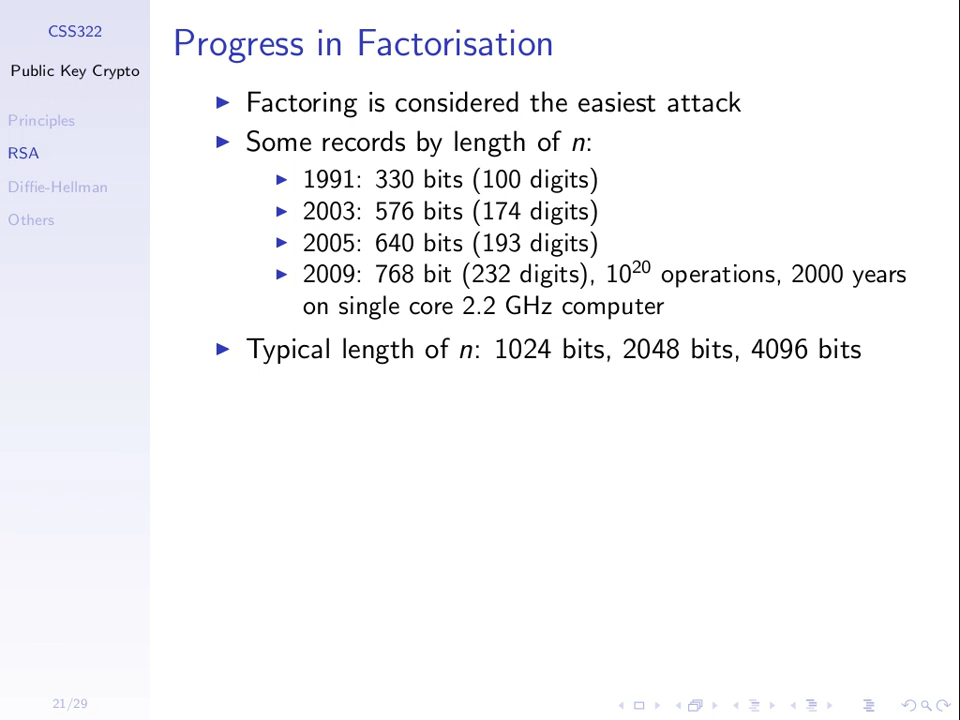 CSS322
Public Key Crypto
Principles
RSA
Diffie-Hellman
Others
Progress in Factorisation
Factoring is considered the easiest attack
Some records by length of n:
1991: 330 bits (100 digits)
2003: 576 bits (174 digits)
2005: 640 bits (193 digits)
2009: 768 bit (232 digits), 10²⁰ operations, 2000 years
on single core 2.2 GHz computer
Typical length of n: 1024 bits, 2048 bits, 4096 bits
21/29